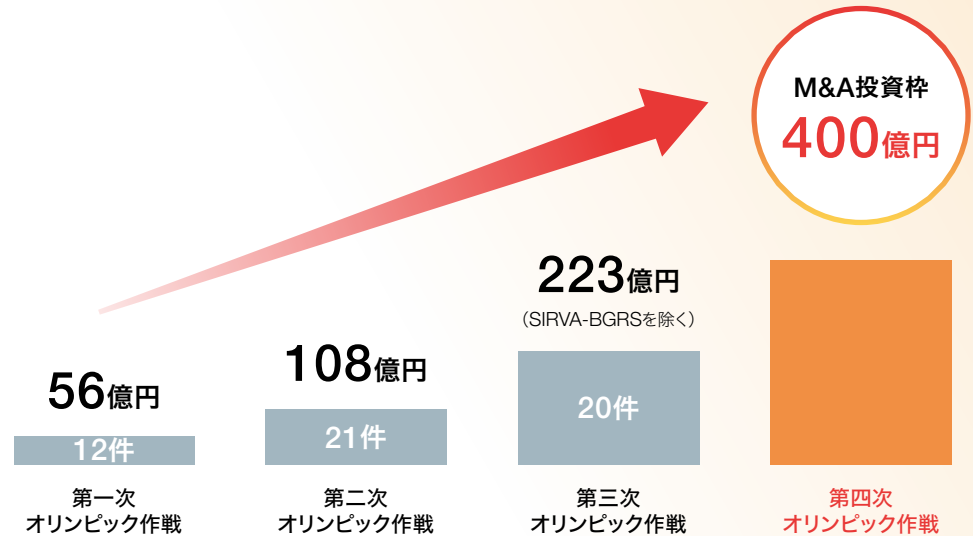 M&A投資枠
400億円
223億円
（SIRVA-BGRSを除く）
108億円
56億円
12件
21件
20件
第一次
オリンピック作戦
第二次
オリンピック作戦
第三次
オリンピック作戦
第四次
オリンピック作戦